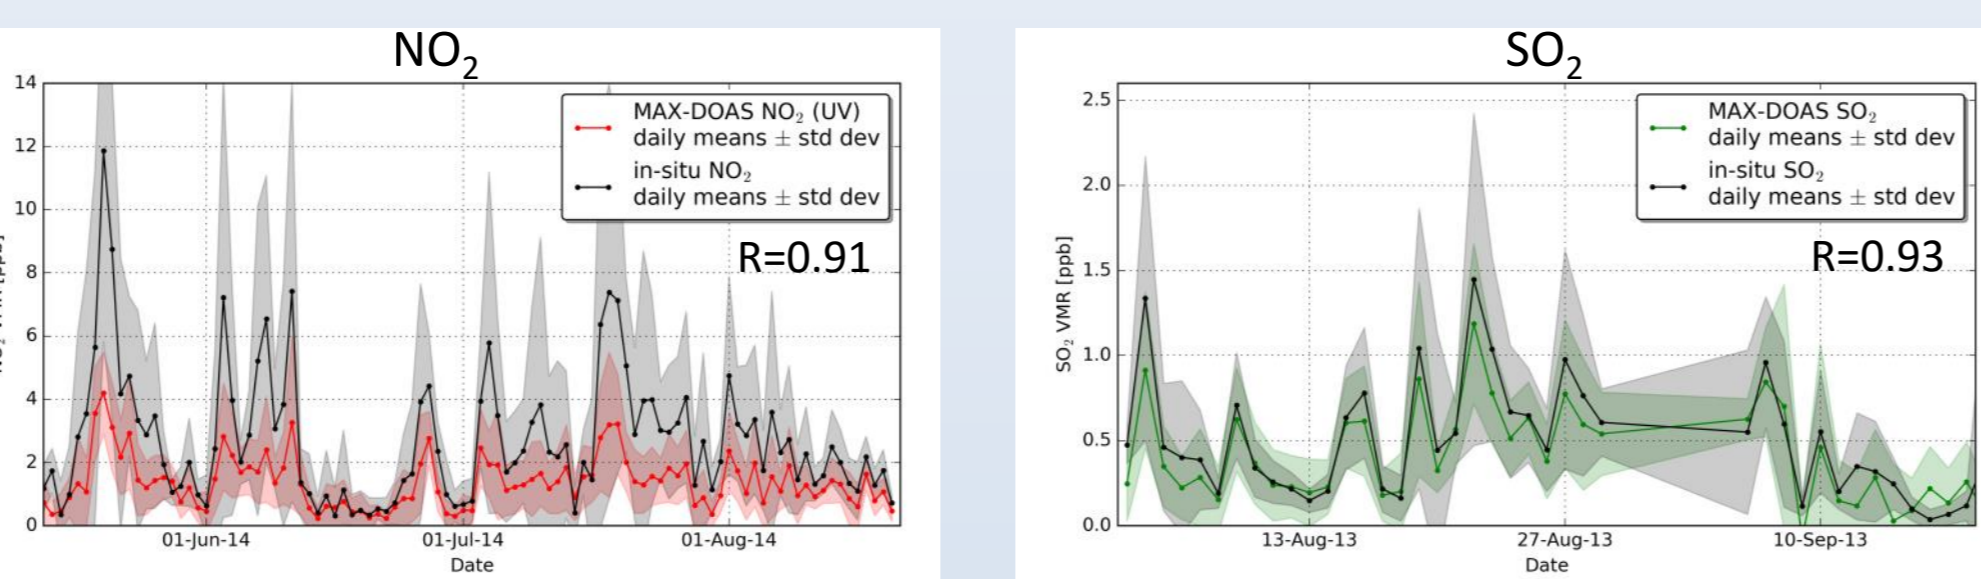 NO₂
14
12
10
8
6
4
2
0
MAX-DOAS NO₂ (UV)
daily means ± std dev
in-situ NO₂
daily means ± std dev
R=0.91
01-Jun-14
01-Jul-14
01-Aug-14
Date
SO₂
SO₂ VMR [ppb]
2.5
2.0
1.5
1.0
0.5
0.0
MAX-DOAS SO₂
daily means ± std dev
in-situ SO₂
daily means ± std dev
R=0.93
13-Aug-13
27-Aug-13
10-Sep-13
Date